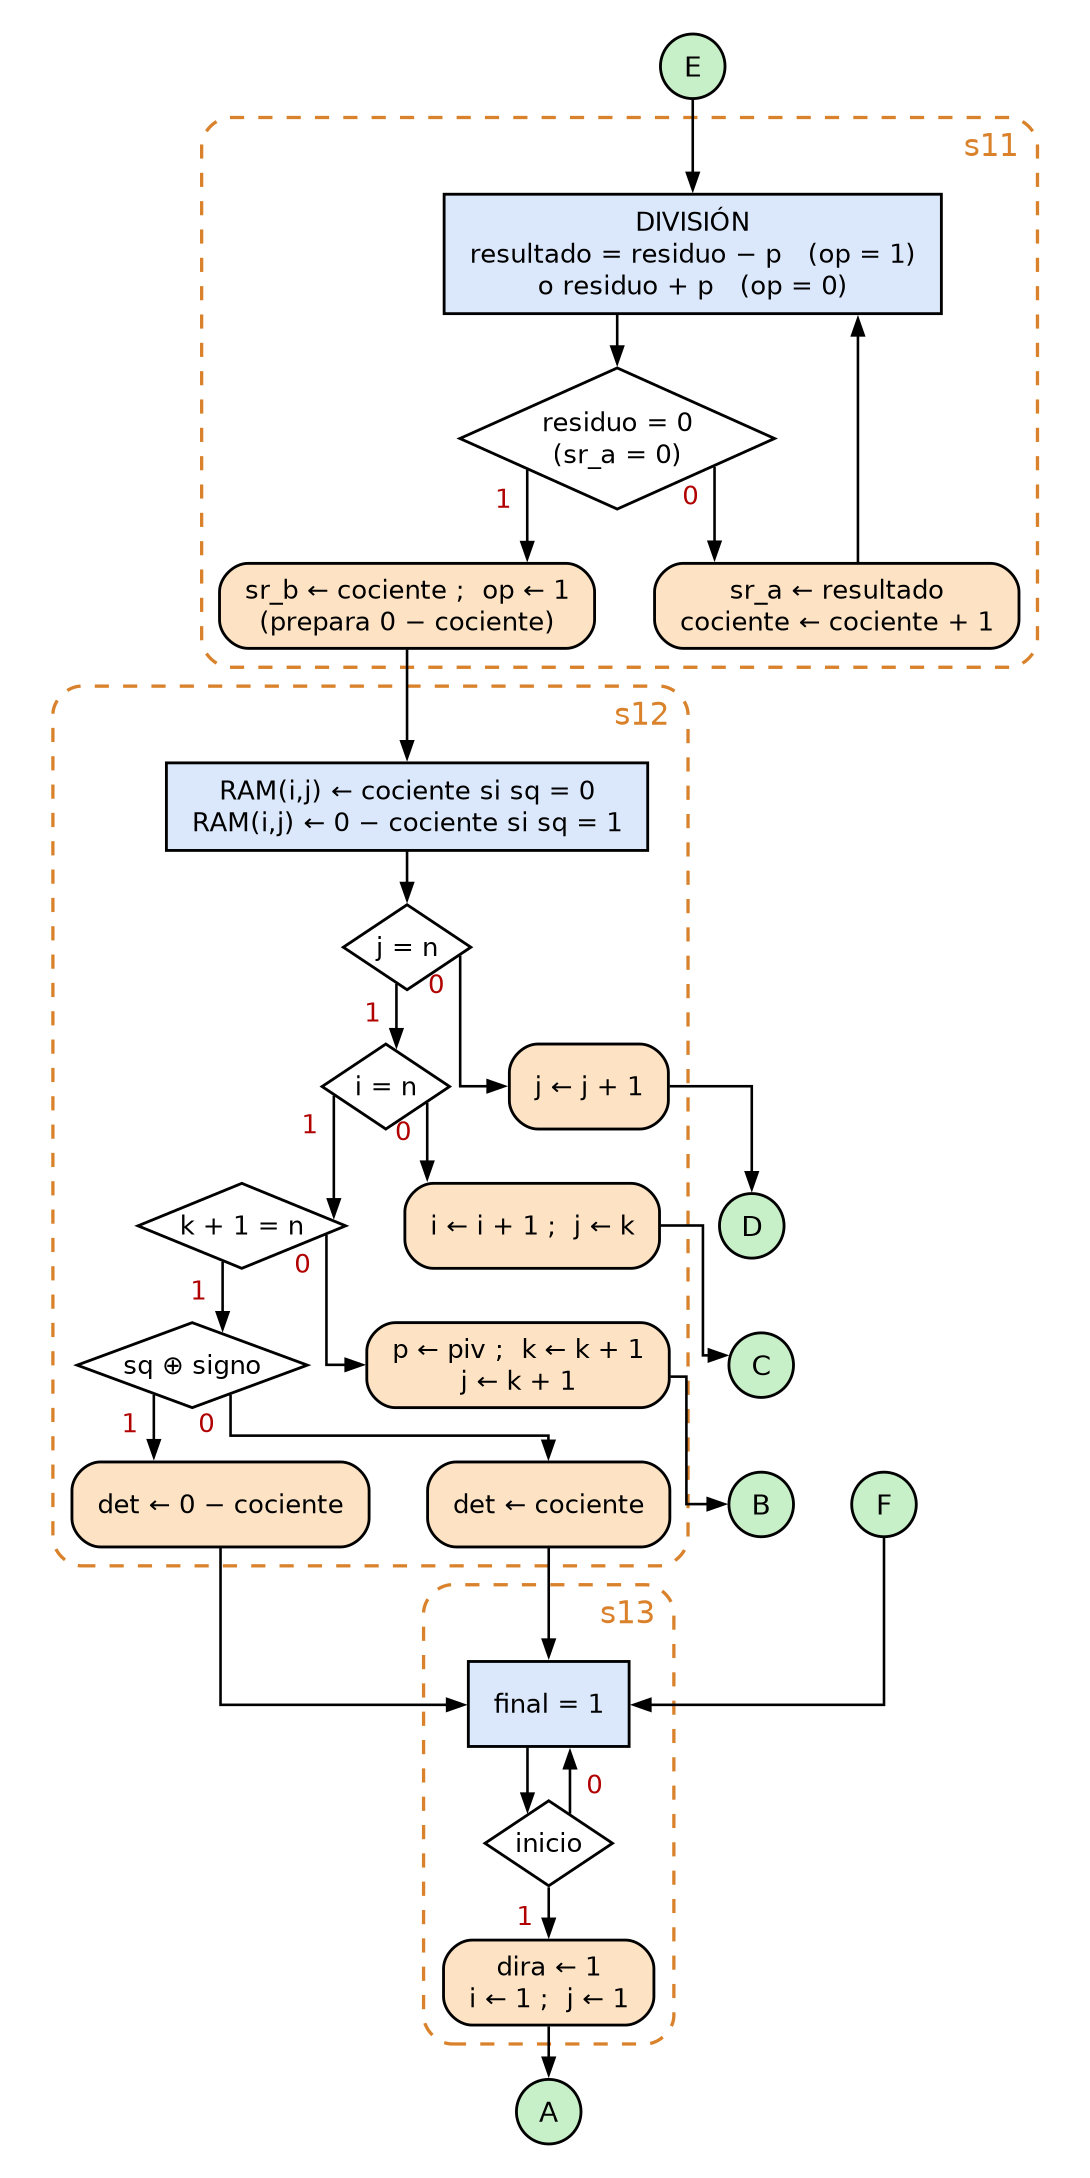 E
s11
DIVISIÓN
resultado = residuo − p (op = 1)
o residuo + p (op = 0)
residuo = 0
(sr_a = 0)
1
0
sr_b ← cociente ; op ← 1
(prepara 0 − cociente)
sr_a ← resultado
cociente ← cociente + 1
s12
RAM(i,j) ← cociente si sq = 0
RAM(i,j) ← 0 − cociente si sq = 1
j = n
0
1
i = n
j ← j + 1
1
0
k + 1 = n
i ← i + 1 ; j ← k
D
0
1
sq ⊕ signo
p ← piv ; k ← k + 1
j ← k + 1
C
1
0
det ← 0 − cociente
det ← cociente
B
F
s13
final = 1
0
inicio
1
dira ← 1
i ← 1 ; j ← 1
A